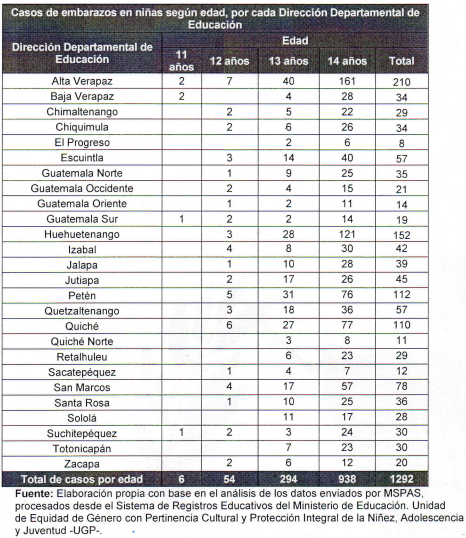 Casos de embarazos en niñas según edad, por cada Dirección Departamental de
Educación
Dirección Departamental de Educación | Edad
11 años | 12 años | 13 años | 14 años | Total
Alta Verapaz 2 7 40 161 210
Baja Verapaz 2 4 28 34
Chimaltenango 2 5 22 29
Chiquimula 2 6 26 34
El Progreso 2 6 8
Escuintla 3 14 40 57
Guatemala Norte 1 9 25 35
Guatemala Occidente 2 4 15 21
Guatemala Oriente 1 2 11 14
Guatemala Sur 1 2 2 14 19
Huehuetenango 3 28 121 152
Izabal 4 8 30 42
Jalapa 1 10 28 39
Jutiapa 2 17 26 45
Petén 5 31 76 112
Quetzaltenango 3 18 36 57
Quiché 6 27 77 110
Quiché Norte 3 8 11
Retalhuleu 6 23 29
Sacatepéquez 1 4 7 12
San Marcos 4 17 57 78
Santa Rosa 1 10 25 36
Sololá 11 17 28
Suchitepéquez 1 2 3 24 30
Totonicapán 7 23 30
Zacapa 2 6 12 20
Total de casos por edad 6 54 294 938 1292
Fuente: Elaboración propia con base en el análisis de los datos enviados por MSPAS,
procesados desde el Sistema de Registros Educativos del Ministerio de Educación. Unidad
de Equidad de Género con Pertinencia Cultural y Protección Integral de la Niñez, Adolescencia
y Juventud -UGP-.